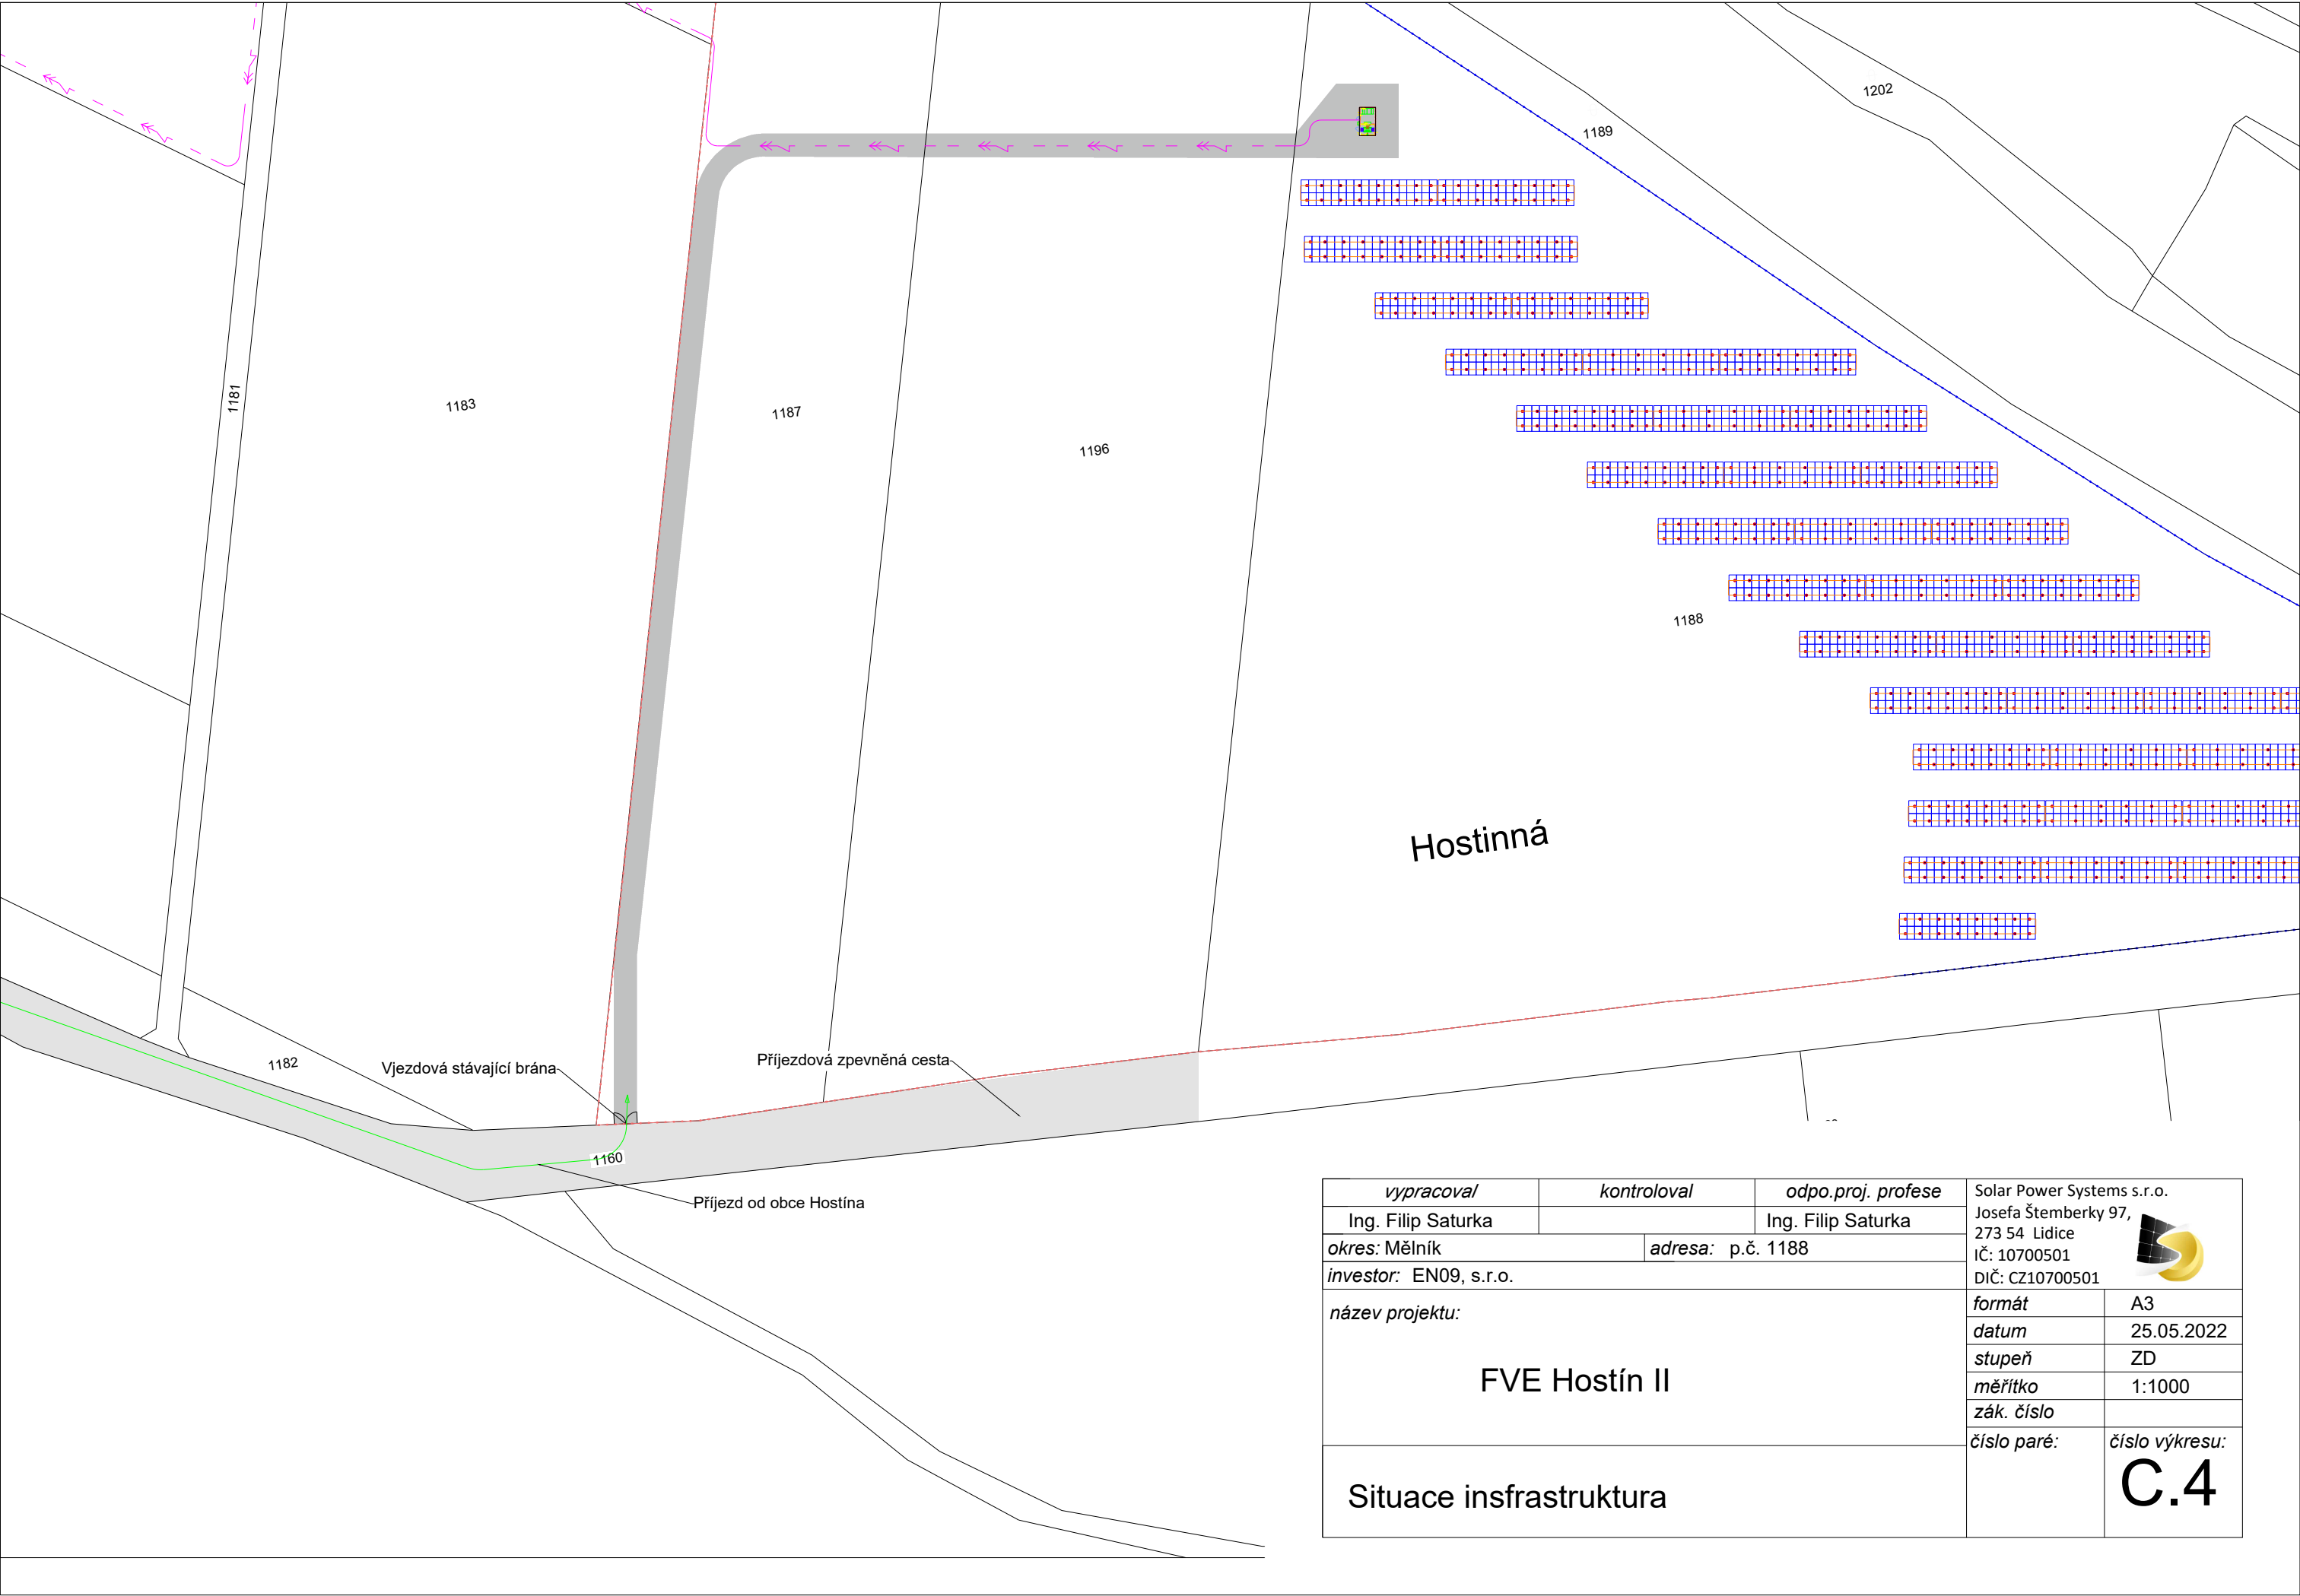 1202
1189
1181
1183
1187
1196
1188
Hostinná
1182
Vjezdová stávající brána
Příjezdová zpevněná cesta
1160
Příjezd od obce Hostína
vypracoval
kontroloval
odpo.proj. profese
Ing. Filip Saturka
Ing. Filip Saturka
okres: Mělník
adresa: p.č. 1188
investor: EN09, s.r.o.
Solar Power Systems s.r.o.
Josefa Štemberky 97,
273 54 Lidice
IČ: 10700501
DIČ: CZ10700501
název projektu:
FVE Hostín II
Situace insfrastruktura
formát A3
datum 25.05.2022
stupeň ZD
měřítko 1:1000
zák. číslo
číslo paré:
číslo výkresu:
C.4